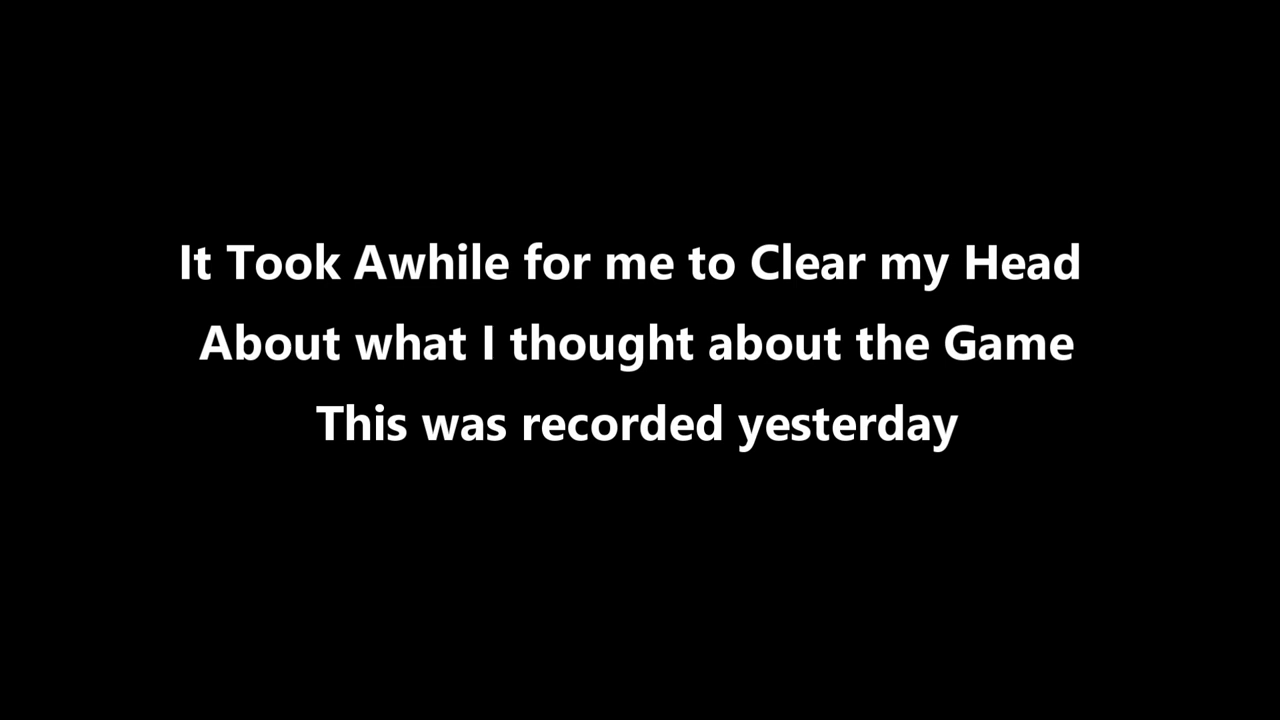 It Took Awhile for me to Clear my Head
About what I thought about the Game
This was recorded yesterday